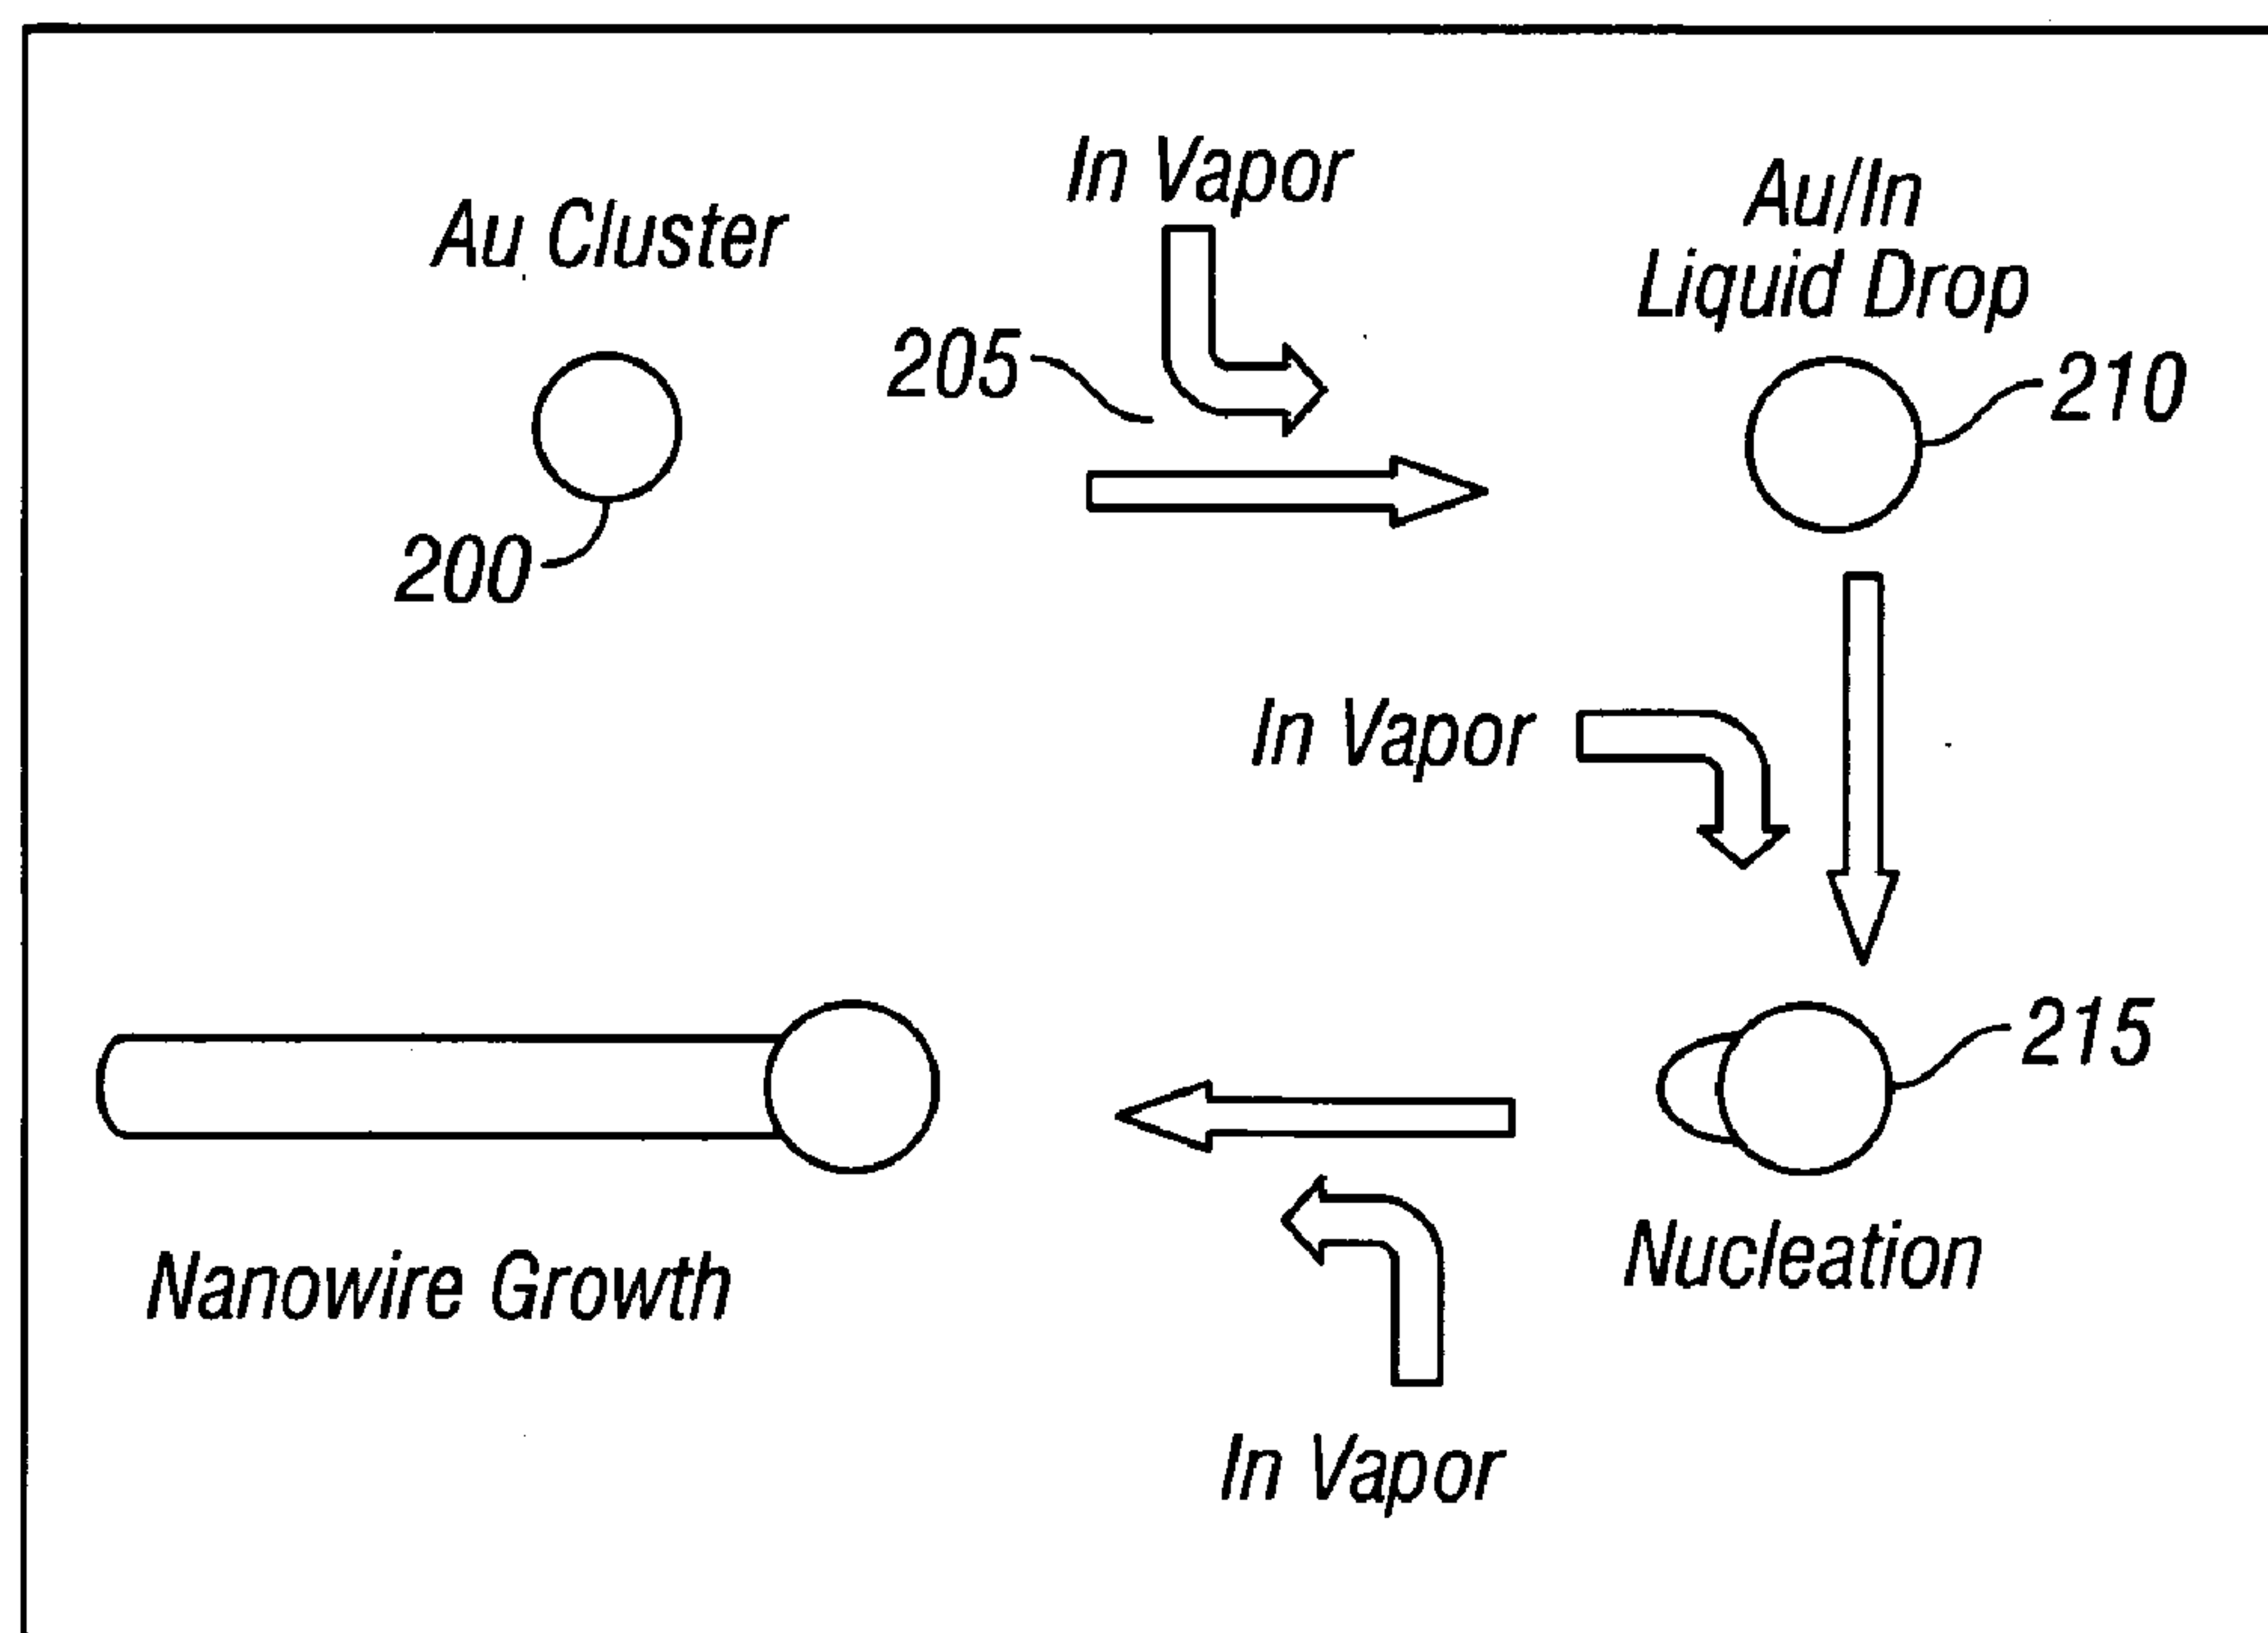 In Vapor
Au Cluster
Au/In
Liquid Drop
205
210
200
In Vapor
215
Nucleation
Nanowire Growth
In Vapor